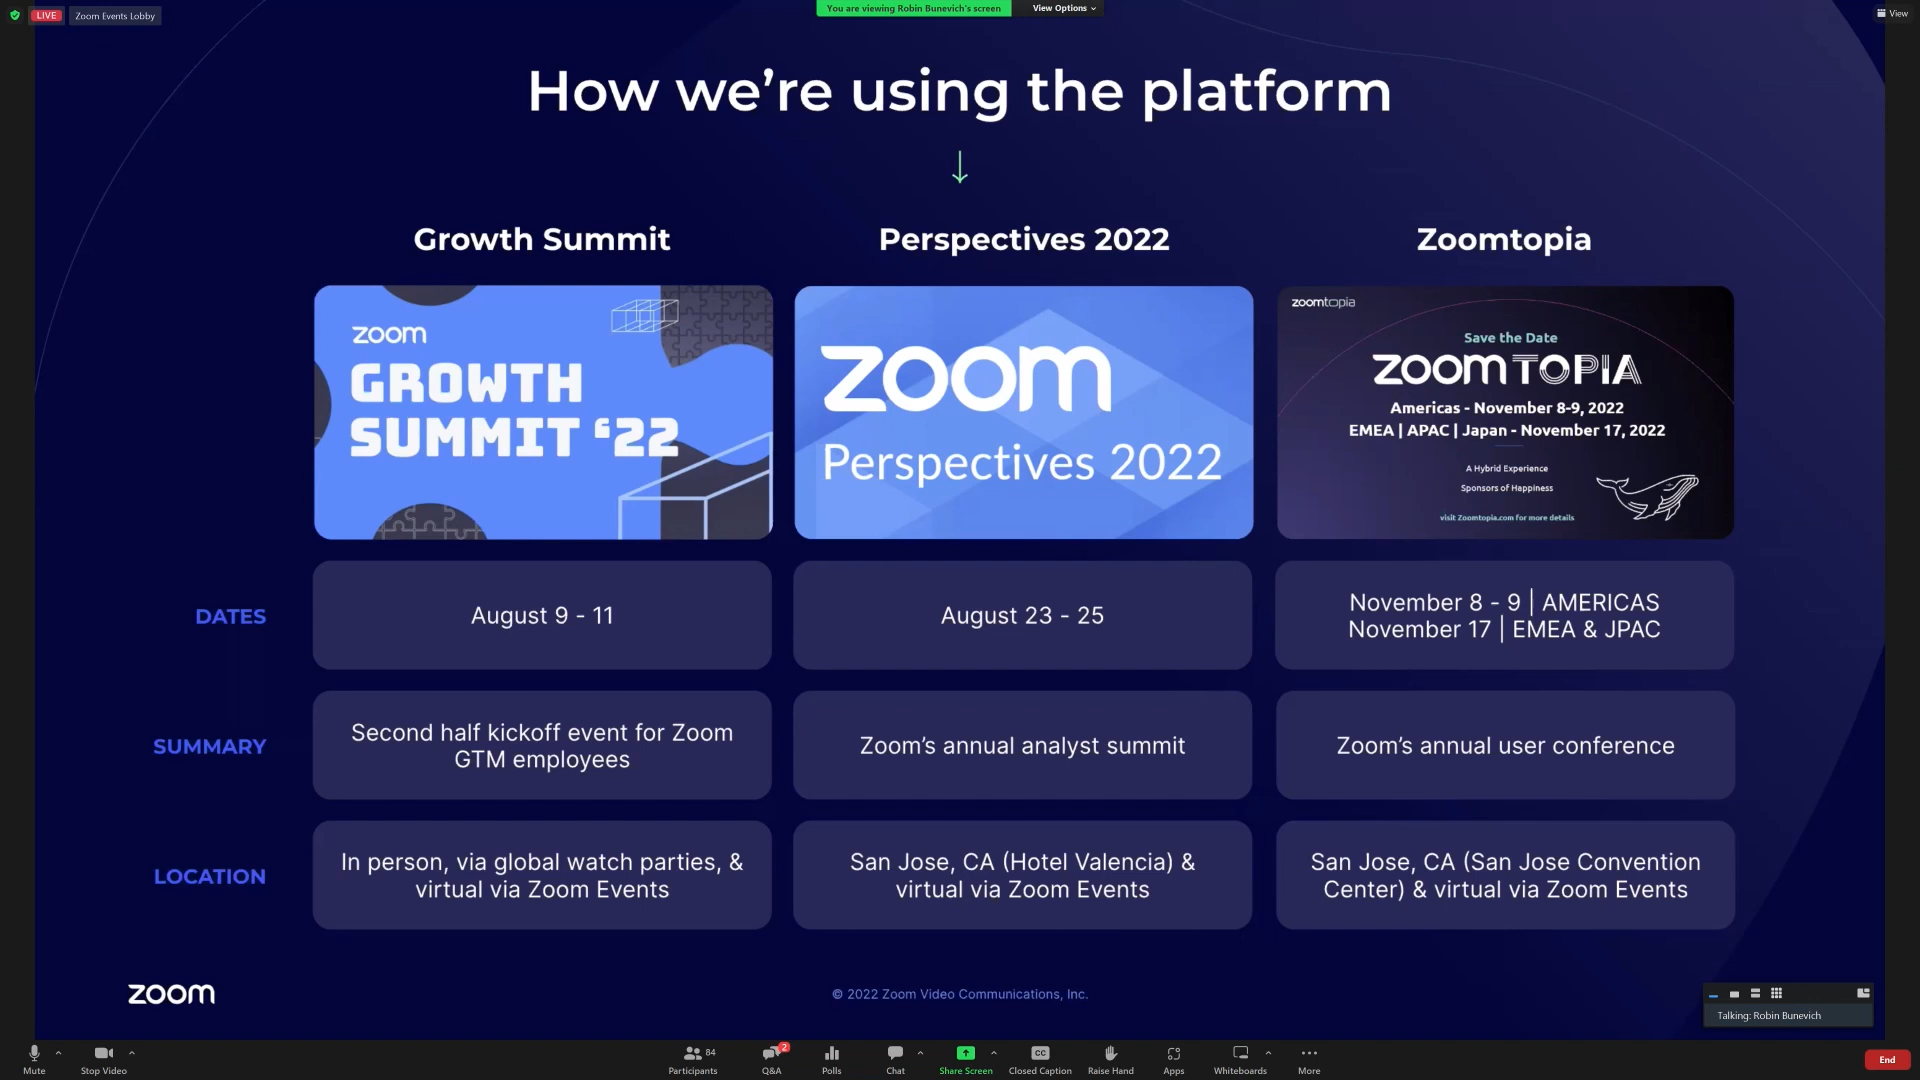 LIVE
Zoom Events Lobby
You are viewing Robin Bunevich's screen
View Options
View
How we're using the platform
Growth Summit
Perspectives 2022
Zoomtopia
zoom
GROWTH
SUMMIT '22
zoom
Perspectives 2022
zoomtopia
Save the Date
ZOOMTOPIA
Americas - November 8-9, 2022
EMEA | APAC | Japan - November 17, 2022
A Hybrid Experience
Sponsors of Happiness
visit Zoomtopia.com for more details
DATES
August 9 - 11
August 23 - 25
November 8 - 9 | AMERICAS
November 17 | EMEA & JPAC
SUMMARY
Second half kickoff event for Zoom
GTM employees
Zoom's annual analyst summit
Zoom's annual user conference
LOCATION
In person, via global watch parties, &
virtual via Zoom Events
San Jose, CA (Hotel Valencia) &
virtual via Zoom Events
San Jose, CA (San Jose Convention
Center) & virtual via Zoom Events
zoom
© 2022 Zoom Video Communications, Inc.
Talking: Robin Bunevich
Mute
Stop Video
84
Participants
2
Q&A
Polls
Chat
Share Screen
CC
Closed Caption
Raise Hand
Apps
Whiteboards
More
End